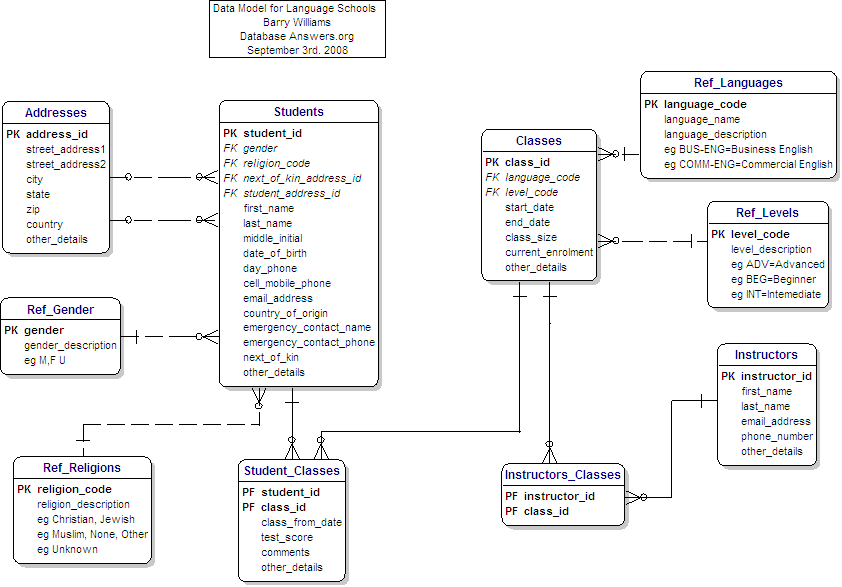 Data Model for Language Schools
Barry Williams
Database Answers.org
September 3rd. 2008
Addresses
PK address_id
street_address1
street_address2
city
state
zip
country
other_details
Students
PK student_id
FK gender
FK religion_code
FK next_of_kin_address_id
FK student_address_id
first_name
last_name
middle_initial
date_of_birth
day_phone
cell_mobile_phone
email_address
country_of_origin
emergency_contact_name
emergency_contact_phone
next_of_kin
other_details
Classes
PK class_id
FK language_code
FK level_code
start_date
end_date
class_size
current_enrolment
other_details
Ref_Languages
PK language_code
language_name
language_description
eg BUS-ENG=Business English
eg COMM-ENG=Commercial English
Ref_Levels
PK level_code
level_description
eg ADV=Advanced
eg BEG=Beginner
eg INT=Intemediate
Ref_Gender
PK gender
gender_description
eg M,F U
Instructors
PK instructor_id
first_name
last_name
email_address
phone_number
other_details
Ref_Religions
PK religion_code
religion_description
eg Christian, Jewish
eg Muslim, None, Other
eg Unknown
Student_Classes
PF student_id
PF class_id
class_from_date
test_score
comments
other_details
Instructors_Classes
PF instructor_id
PF class_id